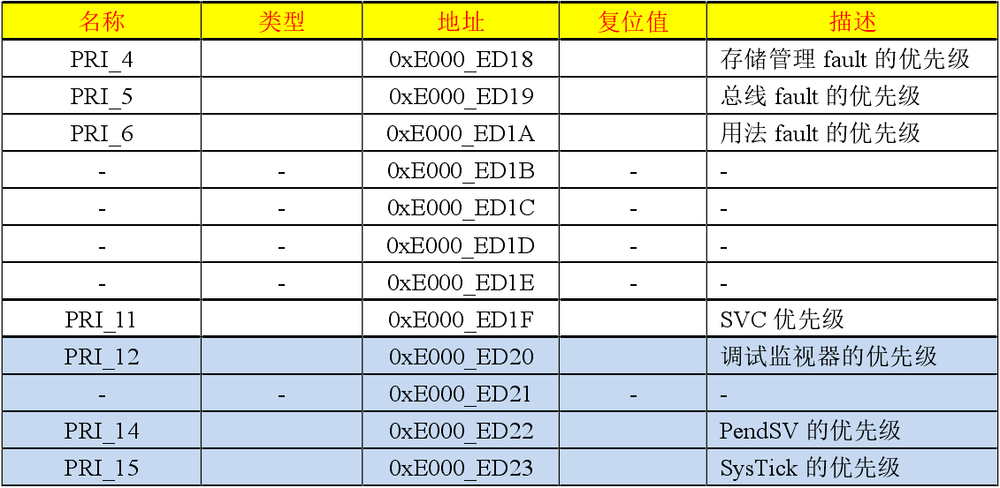 名称 类型 地址 复位值 描述
PRI_4 0xE000_ED18 存储管理 fault 的优先级
PRI_5 0xE000_ED19 总线 fault 的优先级
PRI_6 0xE000_ED1A 用法 fault 的优先级
- - 0xE000_ED1B - -
- - 0xE000_ED1C - -
- - 0xE000_ED1D - -
- - 0xE000_ED1E - -
PRI_11 0xE000_ED1F SVC 优先级
PRI_12 0xE000_ED20 调试监视器的优先级
- - 0xE000_ED21 - -
PRI_14 0xE000_ED22 PendSV 的优先级
PRI_15 0xE000_ED23 SysTick 的优先级